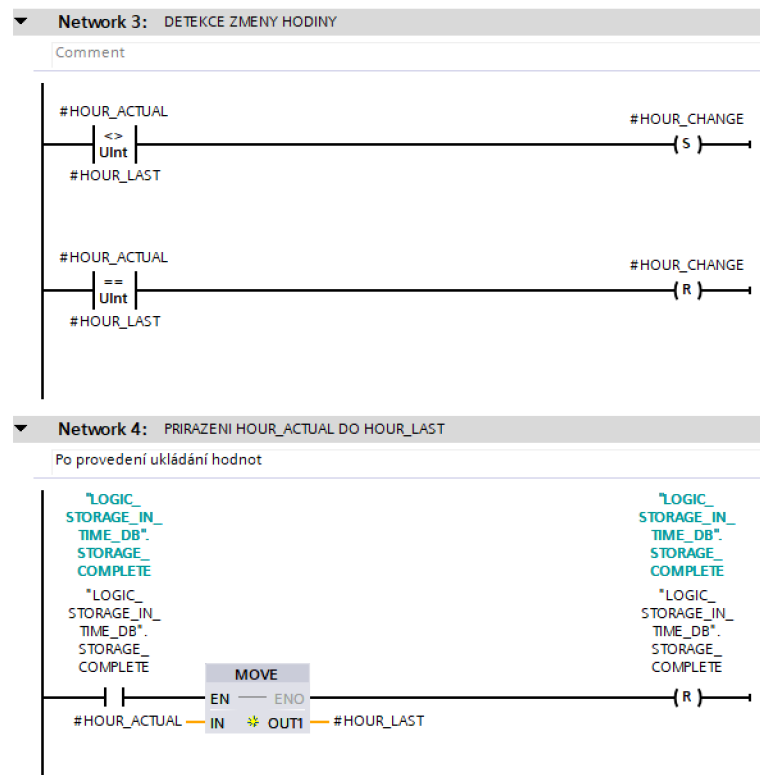 Network 3: DETEKCE ZMENY HODINY
Comment
#HOUR_ACTUAL
<>
UInt
#HOUR_LAST
#HOUR_CHANGE
( S )
#HOUR_ACTUAL
==
UInt
#HOUR_LAST
#HOUR_CHANGE
( R )
Network 4: PRIRAZENI HOUR_ACTUAL DO HOUR_LAST
Po provedení ukládání hodnot
"LOGIC_
STORAGE_IN_
TIME_DB".
STORAGE_
COMPLETE
"LOGIC_
STORAGE_IN_
TIME_DB".
STORAGE_
COMPLETE
MOVE
EN
ENO
#HOUR_ACTUAL
IN
OUT1
#HOUR_LAST
"LOGIC_
STORAGE_IN_
TIME_DB".
STORAGE_
COMPLETE
"LOGIC_
STORAGE_IN_
TIME_DB".
STORAGE_
COMPLETE
( R )